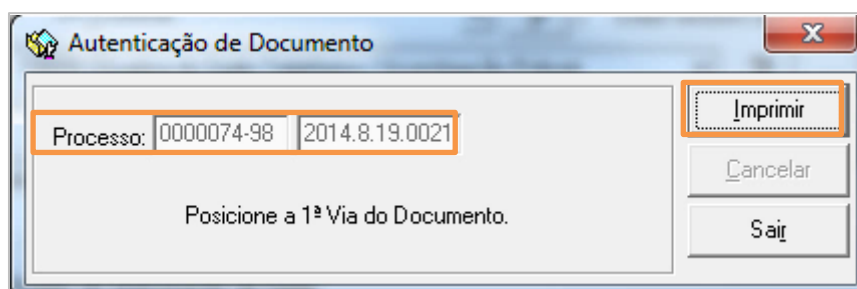 Autenticação de Documento
Processo: 0000074-98 2014.8.19.0021
Imprimir
Cancelar
Posicione a 1ª Via do Documento.
Sair